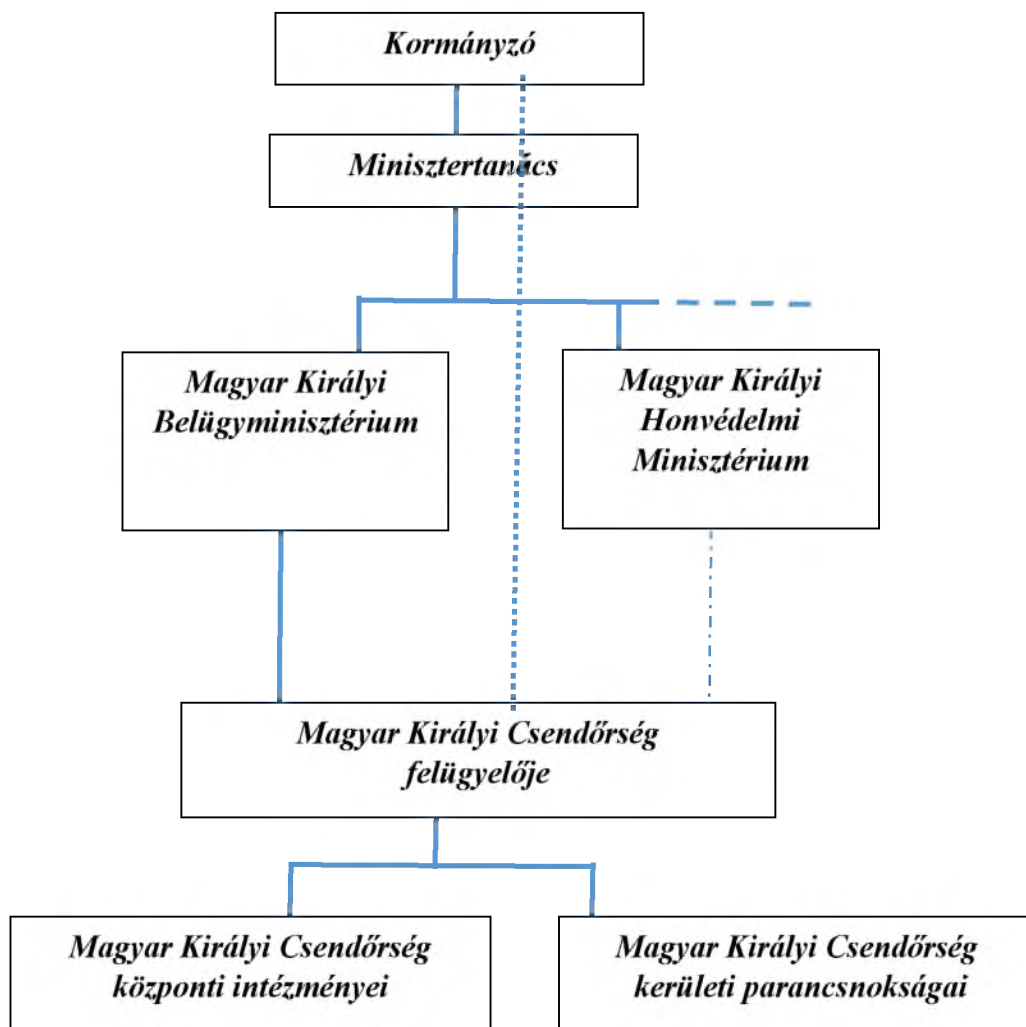 Kormányzó
Minisztertanács
Magyar Királyi
Belügyminisztérium
Magyar Királyi
Honvédelmi
Minisztérium
Magyar Királyi Csendőrség
felügyelője
Magyar Királyi Csendőrség
központi intézményei
Magyar Királyi Csendőrség
kerületi parancsnokságai